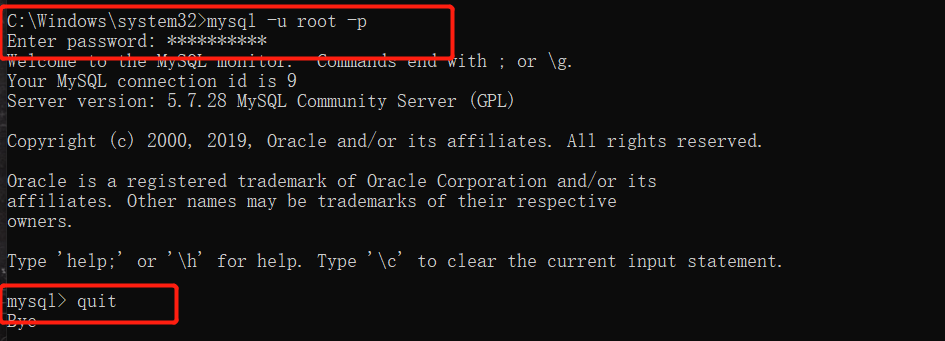 C:\Windows\system32>mysql -u root -p
Enter password: **********
Welcome to the MySQL monitor.  Commands end with ; or \g.
Your MySQL connection id is 9
Server version: 5.7.28 MySQL Community Server (GPL)
Copyright (c) 2000, 2019, Oracle and/or its affiliates. All rights reserved.
Oracle is a registered trademark of Oracle Corporation and/or its
affiliates. Other names may be trademarks of their respective
owners.
Type 'help;' or '\h' for help. Type '\c' to clear the current input statement.
mysql> quit
Bye